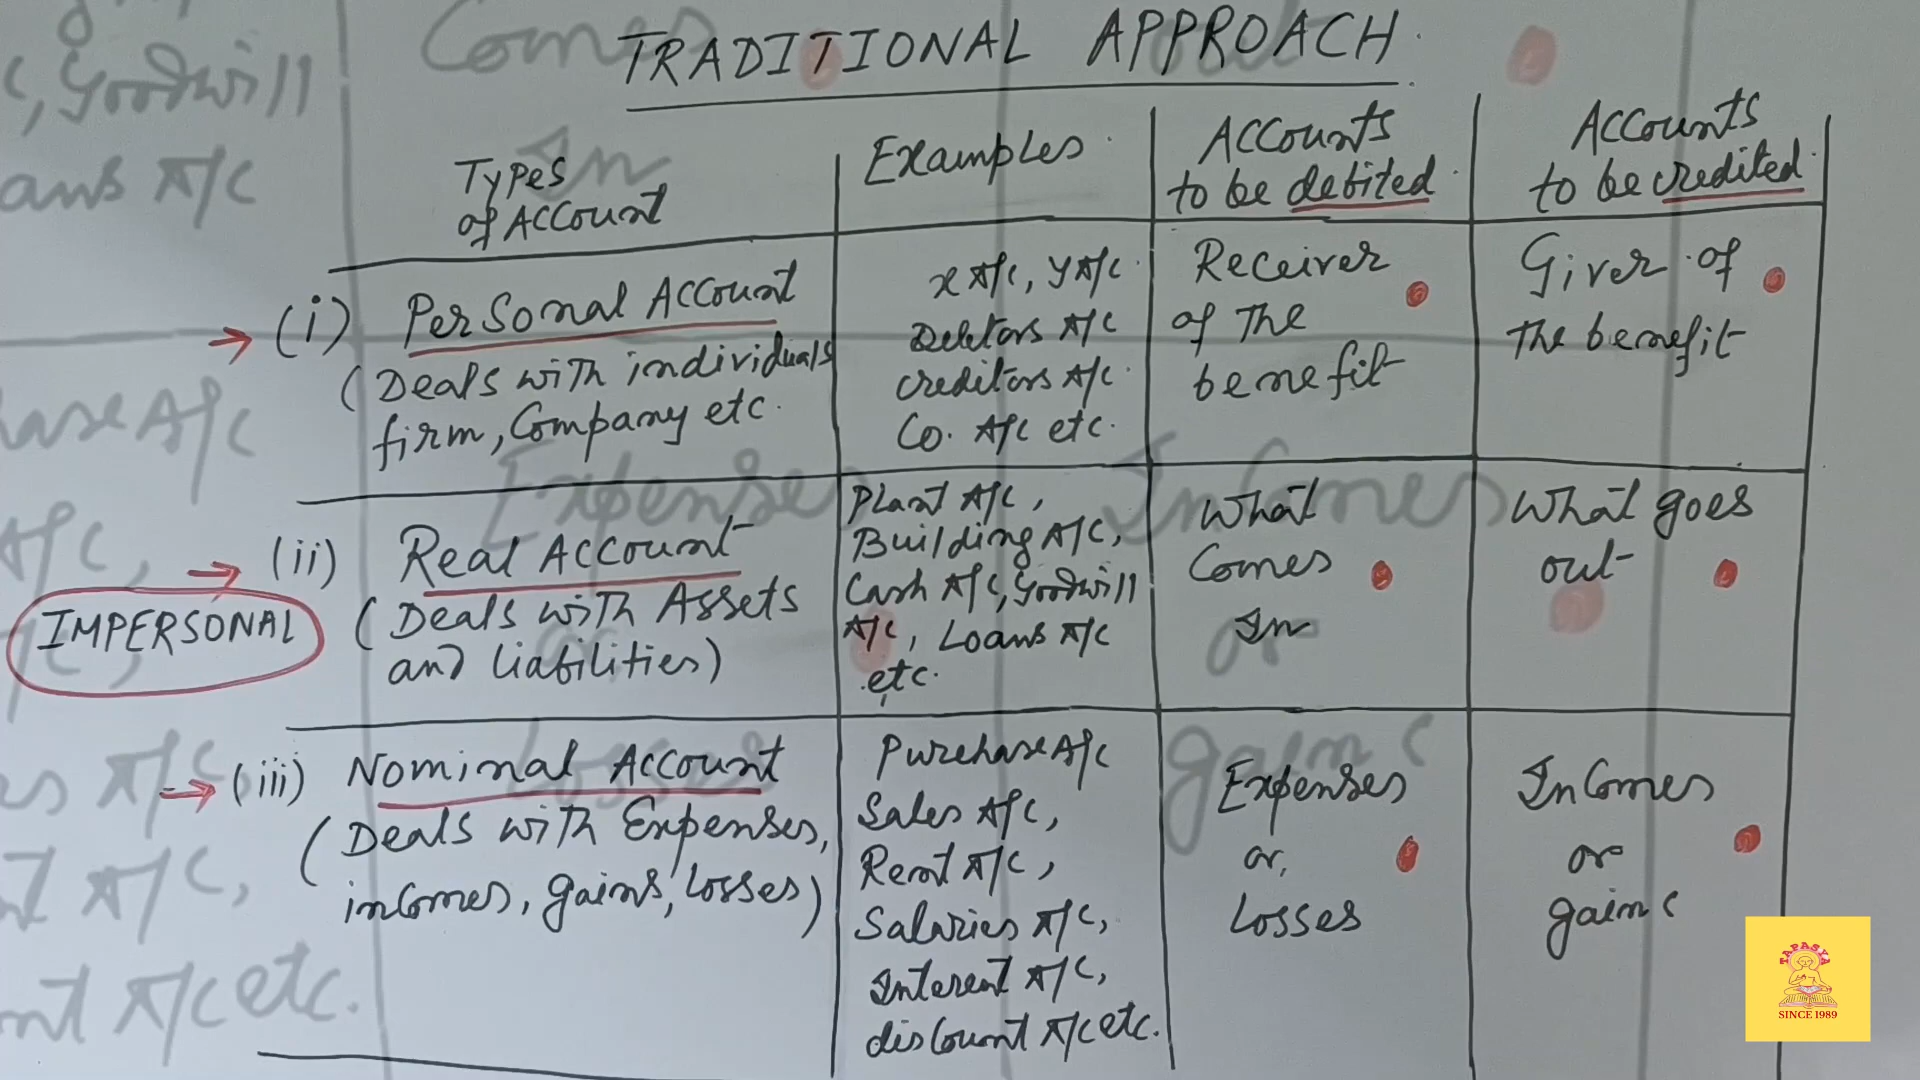 TRADITIONAL APPROACH
Types
of Account
Examples
Accounts
to be debited
Accounts
to be credited
(i) Personal Account
(Deals with individuals
firm, Company etc.
x A/c, y A/c
Debtors A/c
creditors A/c
Co. A/c etc.
Receiver
of the
benefit
Giver of
the benefit
IMPERSONAL
(ii) Real Account
(Deals with Assets
and liabilities)
Plant A/c,
Building A/c,
Cash A/c, Goodwill
A/c, Loans A/c
etc.
What
Comes
In
What goes
out
(iii) Nominal Account
(Deals with Expenses,
incomes, gains, losses)
Purchase A/c
Sales A/c,
Rent A/c,
Salaries A/c,
Interest A/c,
discount A/c etc.
Expenses
or,
Losses
Incomes
or
gains
TAPASYA
SINCE 1989